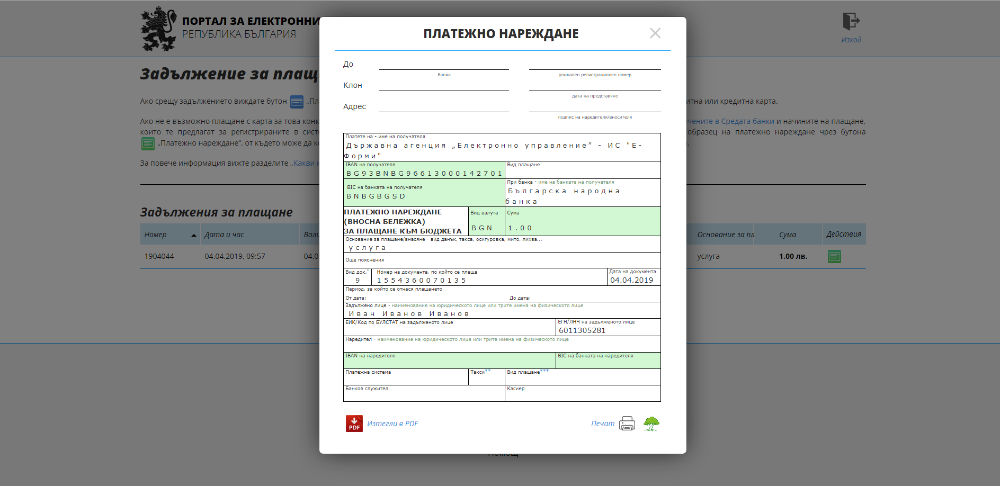 ПОРТАЛ ЗА ЕЛЕКТРОННИ
РЕПУБЛИКА БЪЛГАРИЯ
Изход
Задължение за
Ако срещу задължението виждате бутон
итна или кредитна карта.
Ако не е възможно плащане с карта за това
чените в Средата банки и начините на плащане,
които те предлагат за регистрираните в
образец на платежно нареждане чрез бутона
„Платежно нареждане“, от където може да
За повече информация вижте разделите „Какви
Задължения за плащане
Номер
Дата и час
Вали
Основание за пл
Сума
Действия
1904044
04.04.2019, 09:57
04.0
услуга
1.00 лв.
Помощ
ПЛАТЕЖНО НАРЕЖДАНЕ
До
банка
уникален регистрационен номер
Клон
дата на представяне
Адрес
подпис на наредителя/вносителя
Платете на - име на получателя
Държавна агенция „Електронно управление” - ИС "Е-
Форми"
IBAN на получателя
BG93BNBG96613000142701
Вид плащане
BIC на банката на получателя
BNBGBGSD
При банка - име на банката на получателя
Българска народна
банка
ПЛАТЕЖНО НАРЕЖДАНЕ
(ВНОСНА БЕЛЕЖКА)
ЗА ПЛАЩАНЕ КЪМ БЮДЖЕТА
Вид валута
BGN
Сума
1.00
Основание за плащане/внасяне - вид данък, такса, осигуровка, мито, лихва...
услуга
Още пояснения
Вид док.*
9
Номер на документа, по който се плаща
1554360070135
Дата на документа
04.04.2019
Период, за който се отнася плащането
От дата:
До дата:
Задължено лице - наименование на юридическото лице или трите имена на физическото лице
Иван Иванов Иванов
ЕИК/Код по БУЛСТАТ на задълженото лице
ЕГН/ЛНЧ на задълженото лице
6011305281
Наредител - наименование на юридическото лице или трите имена на физическото лице
IBAN на наредителя
BIC на банката на наредителя
Платежна система
Такси**
Вид плащане***
Банков служител
Касиер
PDF
Изтегли в PDF
Печат